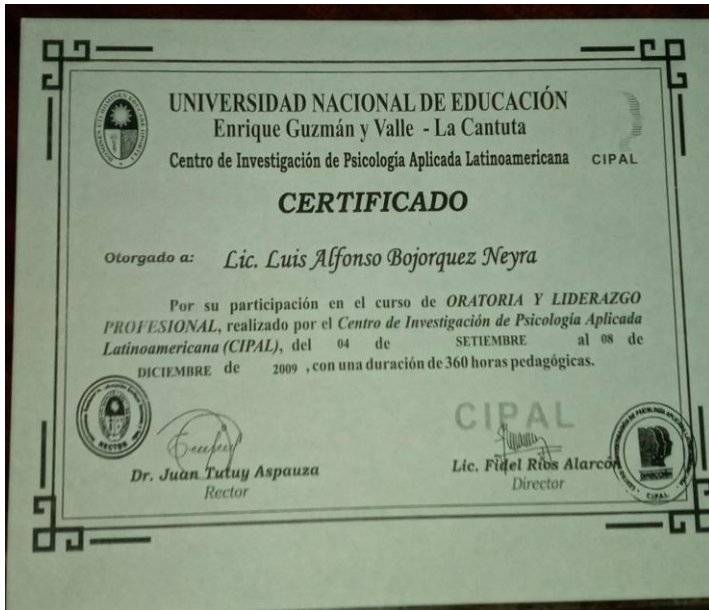 UNIVERSIDAD NACIONAL DE EDUCACIÓN
Enrique Guzmán y Valle - La Cantuta
Centro de Investigación de Psicología Aplicada Latinoamericana CIPAL
CERTIFICADO
Otorgado a: Lic. Luis Alfonso Bojorquez Neyra
Por su participación en el curso de ORATORIA Y LIDERAZGO
PROFESIONAL, realizado por el Centro de Investigación de Psicología Aplicada
Latinoamericana (CIPAL), del 04 de SETIEMBRE al 08 de
DICIEMBRE de 2009 , con una duración de 360 horas pedagógicas.
CIPAL
RECTOR
Dr. Juan Tutuy Aspauza
Rector
Lic. Fidel Ríos Alarcón
Director
Dirección
CIPAL